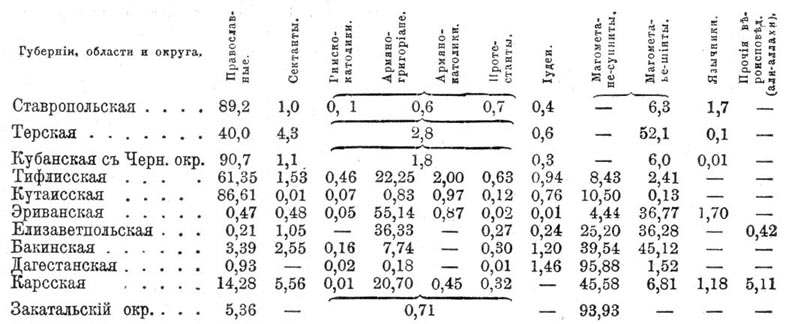 Губерніи, области и округа. Православные. Сектанты. Римско-католики. Армяно-григоріане. Армяно-католики. Протестанты. Іудеи. Магометане-сунниты. Магометане-шіиты. Язычники. Прочія вѣроисповѣд. (али-аллахи).
Ставропольская . . . . 89,2 1,0 0,1 0,6 0,7 0,4 — 6,3 1,7 —
Терская . . . . . . . 40,0 4,3 2,8 0,6 — 52,1 0,1 —
Кубанская съ Черн. окр. 90,7 1,1 1,8 0,3 — 6,0 0,01 —
Тифлисская . . . . 61,35 1,53 0,46 22,25 2,00 0,63 0,94 8,43 2,41 — —
Кутаисская . . . . 86,61 0,01 0,07 0,83 0,97 0,12 0,76 10,50 0,13 — —
Эриванская . . . . 0,47 0,48 0,05 55,14 0,87 0,02 0,01 4,44 36,77 1,70 —
Елизаветпольская . . . 0,21 1,05 — 36,33 — 0,27 0,24 25,20 36,28 — 0,42
Бакинская . . . . 3,39 2,55 0,16 7,74 — 0,30 1,20 39,54 45,12 — —
Дагестанская . . . . 0,93 — 0,02 0,18 — 0,01 1,46 95,88 1,52 — —
Карсская . . . . 14,28 5,56 0,01 20,70 0,45 0,32 — 45,58 6,81 1,18 5,11
Закатальскій окр. . . . 5,36 — 0,71 — 93,93 — — —